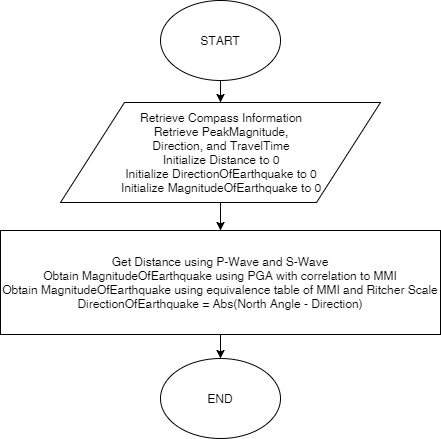 START
Retrieve Compass Information
Retrieve PeakMagnitude,
Direction, and TravelTime
Initialize Distance to 0
Initialize DirectionOfEarthquake to 0
Initialize MagnitudeOfEarthquake to 0
Get Distance using P-Wave and S-Wave
Obtain MagnitudeOfEarthquake using PGA with correlation to MMI
Obtain MagnitudeOfEarthquake using equivalence table of MMI and Ritcher Scale
DirectionOfEarthquake = Abs(North Angle - Direction)
END